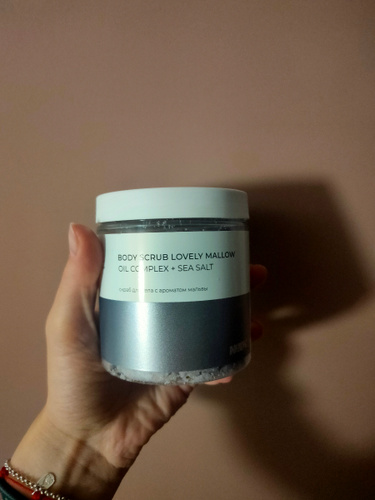 BODY SCRUB LOVELY MALLOW
OIL COMPLEX + SEA SALT
скраб для тела с ароматом мальвы